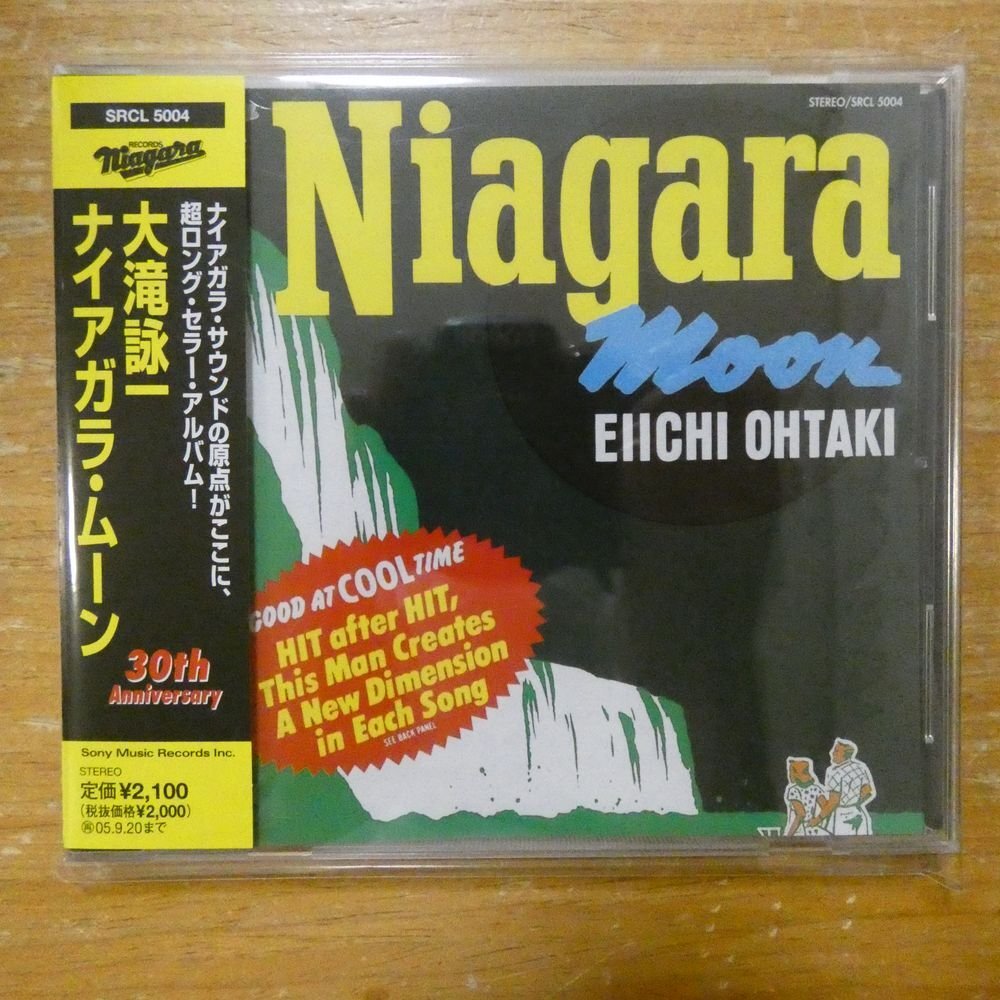 SRCL 5004
RECORDS
Niagara
ナイアガラ・サウンドの原点がここに、
超ロング・セラー・アルバム！
大滝詠一
ナイアガラ・ムーン
30th
Anniversary
Sony Music Records Inc.
STEREO
定価¥2,100
(税抜価格¥2,000)
㋐05.9.20まで
STEREO/SRCL 5004
Niagara
Moon
EIICHI OHTAKI
GOOD AT COOL TIME
HIT after HIT,
This Man Creates
A New Dimension
in Each Song
SEE BACK PANEL